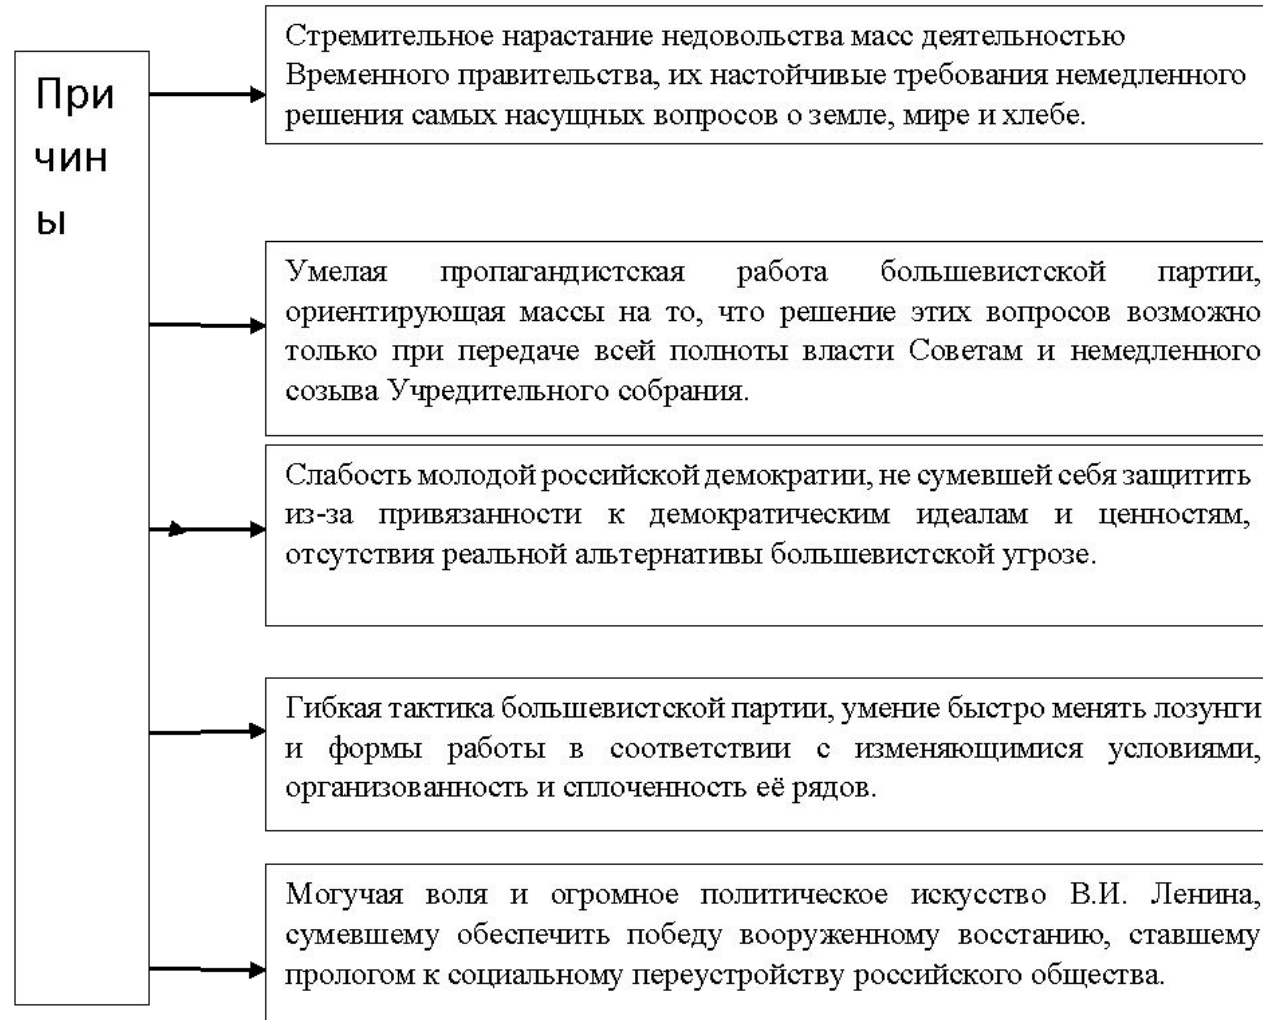 При
чин
ы
Стремительное нарастание недовольства масс деятельностью
Временного правительства, их настойчивые требования немедленного
решения самых насущных вопросов о земле, мире и хлебе.
Умелая пропагандистская работа большевистской партии,
ориентирующая массы на то, что решение этих вопросов возможно
только при передаче всей полноты власти Советам и немедленного
созыва Учредительного собрания.
Слабость молодой российской демократии, не сумевшей себя защитить
из-за привязанности к демократическим идеалам и ценностям,
отсутствия реальной альтернативы большевистской угрозе.
Гибкая тактика большевистской партии, умение быстро менять лозунги
и формы работы в соответствии с изменяющимися условиями,
организованность и сплоченность её рядов.
Могучая воля и огромное политическое искусство В.И. Ленина,
сумевшему обеспечить победу вооруженному восстанию, ставшему
прологом к социальному переустройству российского общества.